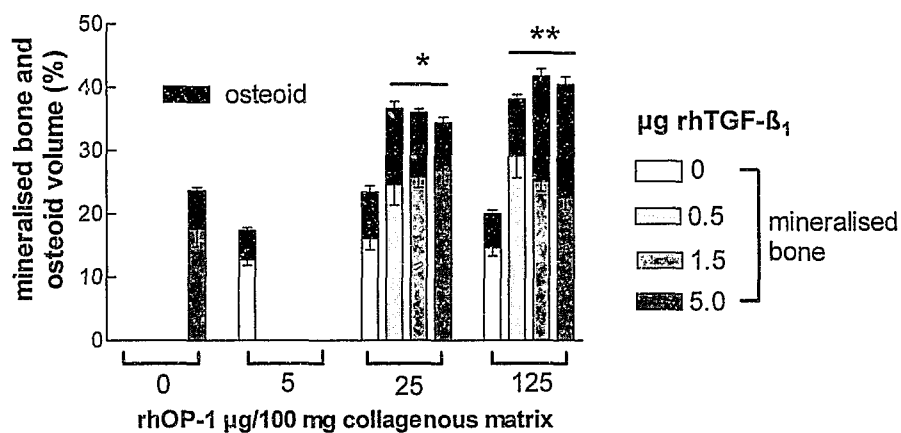 mineralised bone and
osteoid volume (%)
50
40
30
20
10
0
osteoid
*
**
0
5
25
125
rhOP-1 µg/100 mg collagenous matrix
µg rhTGF-ß₁
0
0.5
1.5
5.0
mineralised
bone